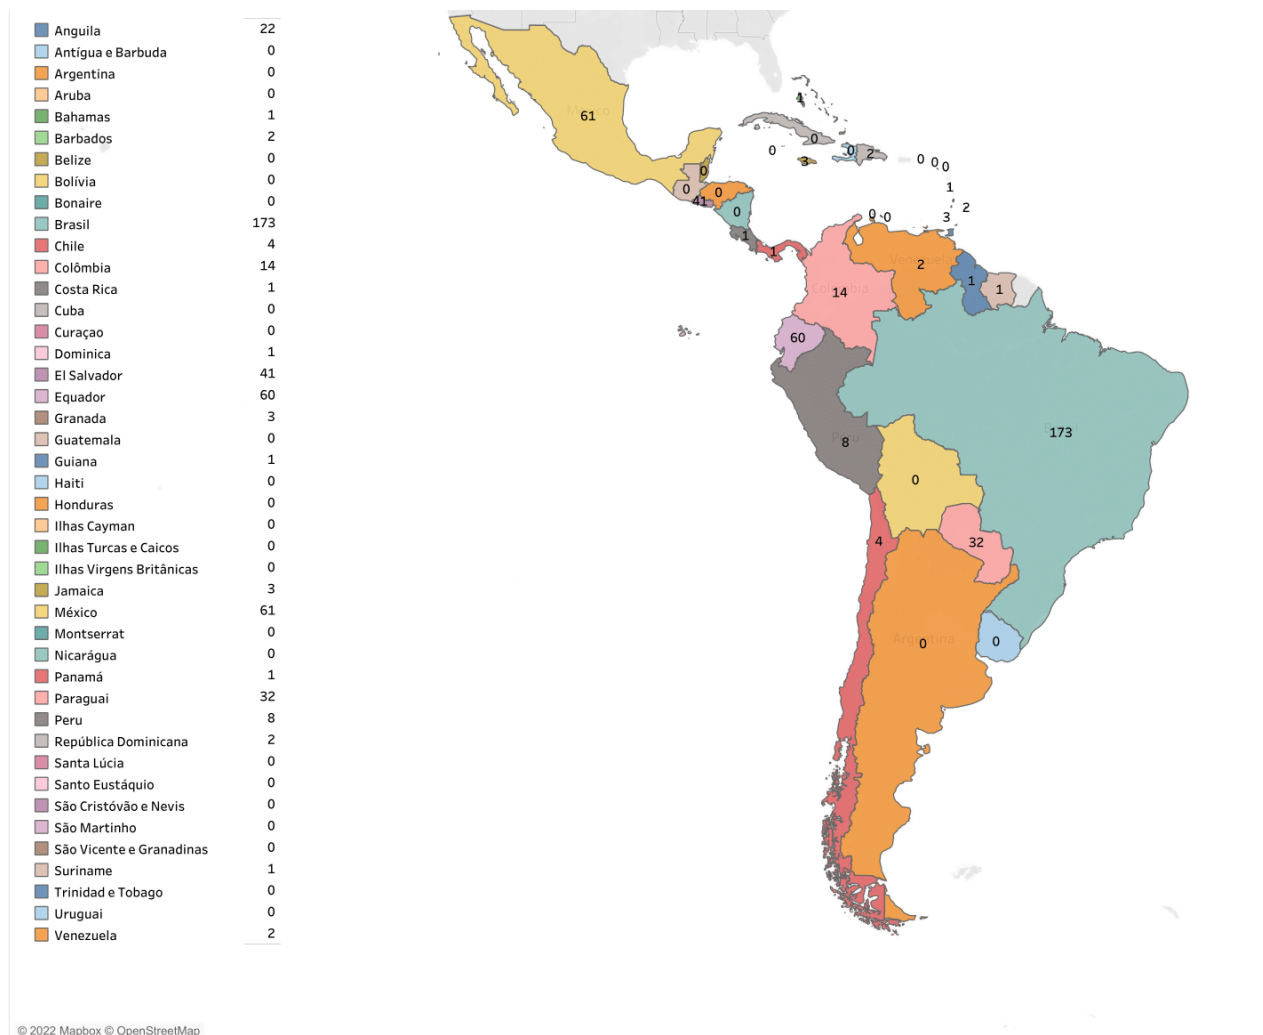 Anguila 22
Antígua e Barbuda 0
Argentina 0
Aruba 0
Bahamas 1
Barbados 2
Belize 0
Bolívia 0
Bonaire 0
Brasil 173
Chile 4
Colômbia 14
Costa Rica 1
Cuba 0
Curaçao 0
Dominica 1
El Salvador 41
Equador 60
Granada 3
Guatemala 0
Guiana 1
Haiti 0
Honduras 0
Ilhas Cayman 0
Ilhas Turcas e Caicos 0
Ilhas Virgens Britânicas 0
Jamaica 3
México 61
Montserrat 0
Nicarágua 0
Panamá 1
Paraguai 32
Peru 8
República Dominicana 2
Santa Lúcia 0
Santo Eustáquio 0
São Cristóvão e Nevis 0
São Martinho 0
São Vicente e Granadinas 0
Suriname 1
Trinidad e Tobago 0
Uruguai 0
Venezuela 2
1
61
0
0 0 2
3
0 0 0
0
0 0
1
41
2
0
0 0
3
1
1
Venezuela
2
1
1
Colombia
14
60
173
Peru
8
0
4
32
Argentina
0
0
© 2022 Mapbox © OpenStreetMap